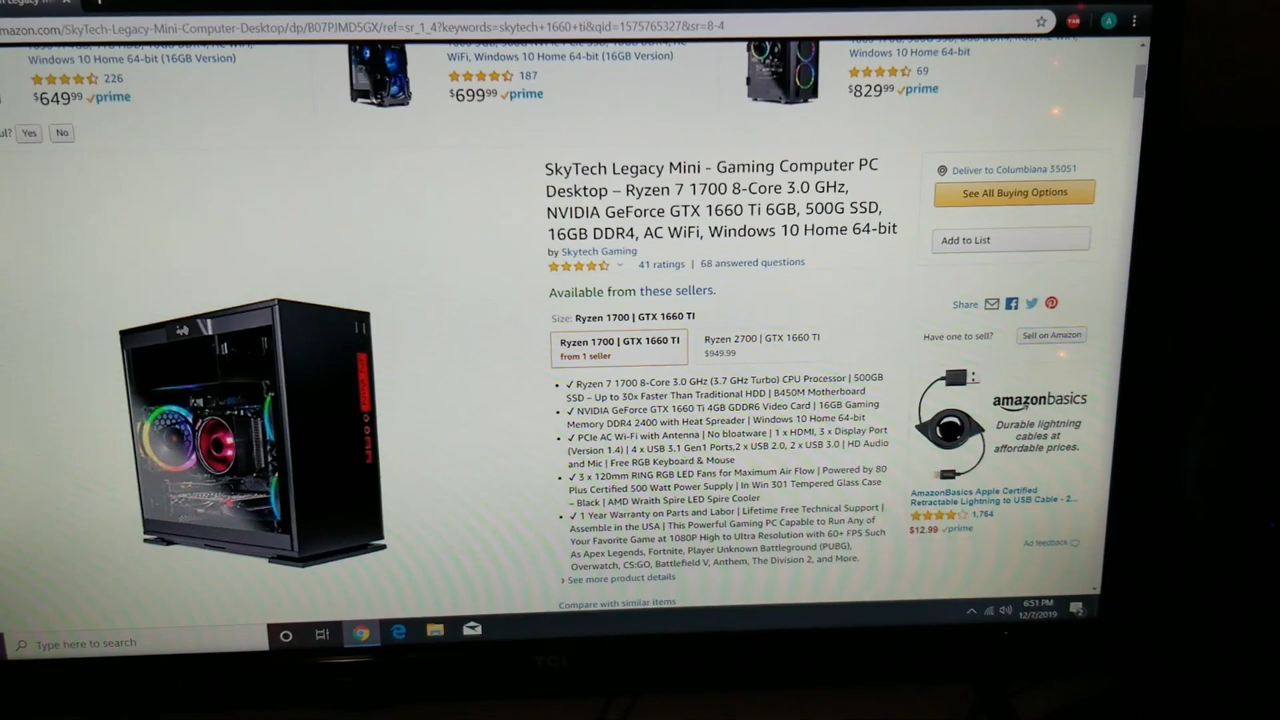 mazon.com/SkyTech-Legacy-Mini-Computer-Desktop/dp/B07PJMD5GX/ref=sr_1_4?keywords=skytech+1660+ti&qid=1575765327&sr=8-4
Windows 10 Home 64-bit (16GB Version)
226
$649.99 prime
WiFi, Windows 10 Home 64-bit (16GB Version)
187
$699.99 prime
Windows 10 Home 64-bit
69
$829.99 prime
ul? Yes No
SkyTech Legacy Mini - Gaming Computer PC
Desktop – Ryzen 7 1700 8-Core 3.0 GHz,
NVIDIA GeForce GTX 1660 Ti 6GB, 500G SSD,
16GB DDR4, AC WiFi, Windows 10 Home 64-bit
by Skytech Gaming
41 ratings | 68 answered questions
Available from these sellers.
Size: Ryzen 1700 | GTX 1660 TI
Ryzen 1700 | GTX 1660 TI
from 1 seller
Ryzen 2700 | GTX 1660 TI
$949.99
• ✓ Ryzen 7 1700 8-Core 3.0 GHz (3.7 GHz Turbo) CPU Processor | 500GB
SSD – Up to 30x Faster Than Traditional HDD | B450M Motherboard
• ✓ NVIDIA GeForce GTX 1660 Ti 4GB GDDR6 Video Card | 16GB Gaming
Memory DDR4 2400 with Heat Spreader | Windows 10 Home 64-bit
• ✓ PCIe AC Wi-Fi with Antenna | No bloatware | 1 x HDMI, 3 x Display Port
(Version 1.4) | 4 x USB 3.1 Gen1 Ports,2 x USB 2.0, 2 x USB 3.0 | HD Audio
and Mic | Free RGB Keyboard & Mouse
• ✓ 3 x 120mm RING RGB LED Fans for Maximum Air Flow | Powered by 80
Plus Certified 500 Watt Power Supply | In Win 301 Tempered Glass Case
– Black | AMD Wraith Spire LED Spire Cooler
• ✓ 1 Year Warranty on Parts and Labor | Lifetime Free Technical Support |
Assemble in the USA | This Powerful Gaming PC Capable to Run Any of
Your Favorite Game at 1080P High to Ultra Resolution with 60+ FPS Such
As Apex Legends, Fortnite, Player Unknown Battleground (PUBG),
Overwatch, CS:GO, Battlefield V, Anthem, The Division 2, and More.
› See more product details
Compare with similar items
Deliver to Columbiana 35051
See All Buying Options
Add to List
Share
Have one to sell? Sell on Amazon
amazonbasics
Durable lightning
cables at
affordable prices.
AmazonBasics Apple Certified
Retractable Lightning to USB Cable - 2...
1,764
$12.99 prime
Ad feedback
Type here to search
6:51 PM
12/7/2019
TCL